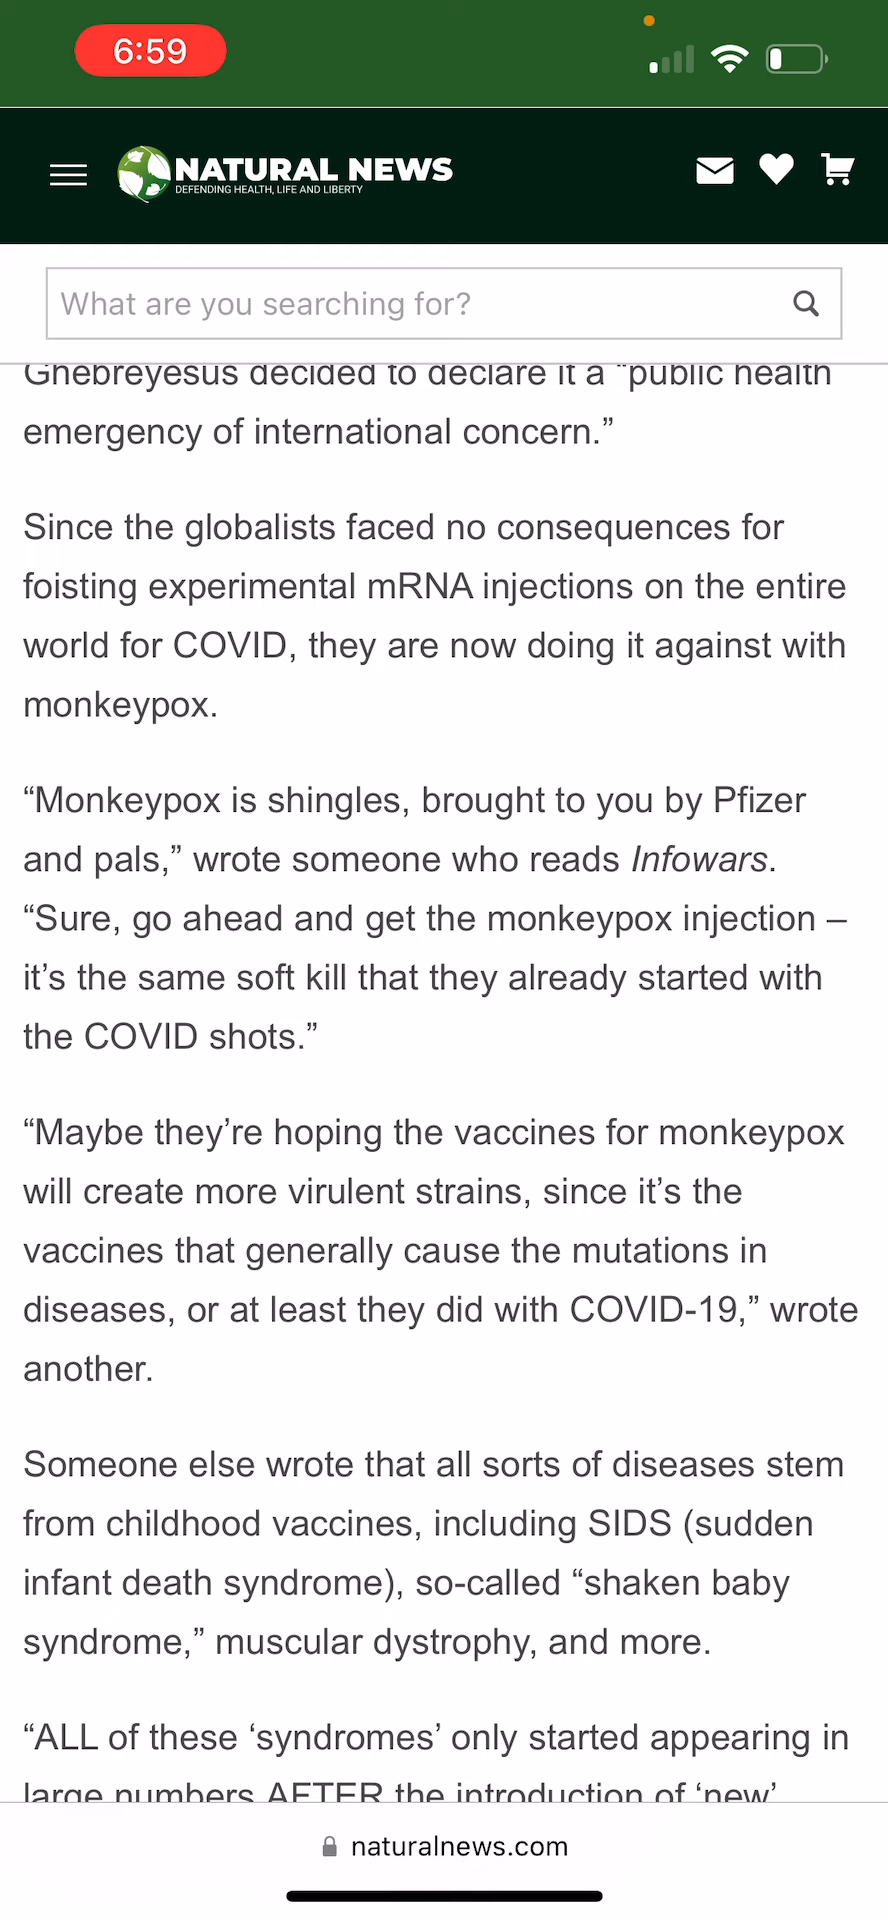 6:59
NATURAL NEWS
DEFENDING HEALTH, LIFE AND LIBERTY
What are you searching for?
Ghebreyesus decided to declare it a “public health
emergency of international concern.”
Since the globalists faced no consequences for
foisting experimental mRNA injections on the entire
world for COVID, they are now doing it against with
monkeypox.
“Monkeypox is shingles, brought to you by Pfizer
and pals,” wrote someone who reads Infowars.
“Sure, go ahead and get the monkeypox injection –
it’s the same soft kill that they already started with
the COVID shots.”
“Maybe they’re hoping the vaccines for monkeypox
will create more virulent strains, since it’s the
vaccines that generally cause the mutations in
diseases, or at least they did with COVID-19,” wrote
another.
Someone else wrote that all sorts of diseases stem
from childhood vaccines, including SIDS (sudden
infant death syndrome), so-called “shaken baby
syndrome,” muscular dystrophy, and more.
“ALL of these ‘syndromes’ only started appearing in
large numbers AFTER the introduction of ‘new’
naturalnews.com